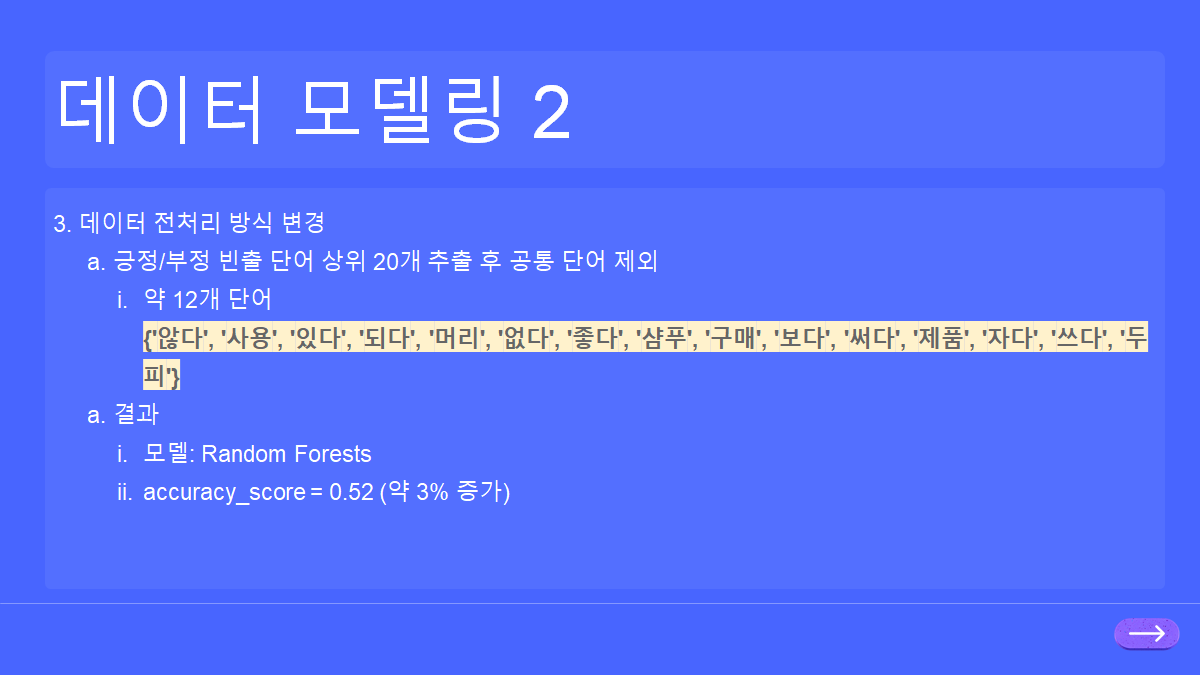 데이터 모델링 2
3. 데이터 전처리 방식 변경
a. 긍정/부정 빈출 단어 상위 20개 추출 후 공통 단어 제외
i. 약 12개 단어
{'않다', '사용', '있다', '되다', '머리', '없다', '좋다', '샴푸', '구매', '보다', '써다', '제품', '자다', '쓰다', '두
피'}
a. 결과
i. 모델: Random Forests
ii. accuracy_score = 0.52 (약 3% 증가)